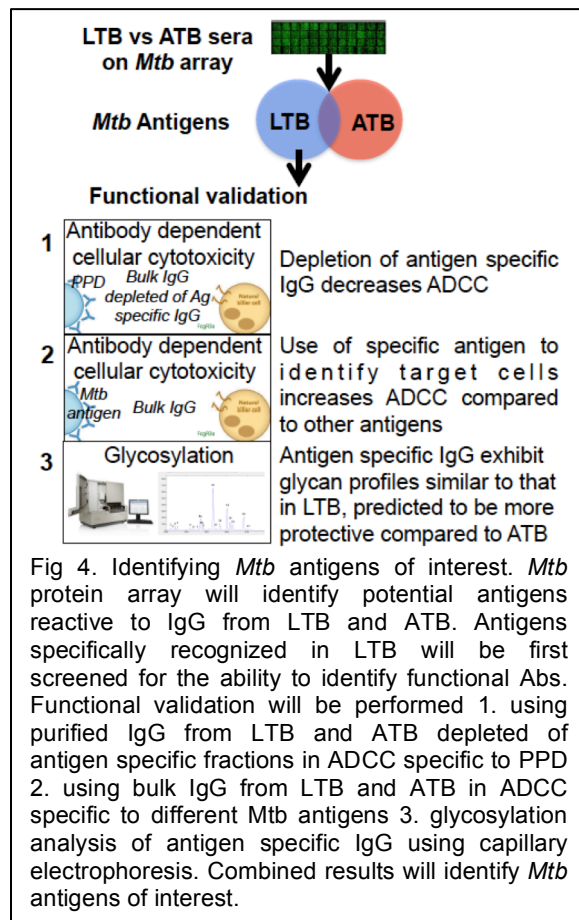 LTB vs ATB sera
on Mtb array
Mtb Antigens
LTB
ATB
Functional validation
1
Antibody dependent
cellular cytotoxicity
PPD
Bulk IgG
depleted of Ag
specific IgG
Natural
killer cell
FcgRIIIa
Depletion of antigen specific
IgG decreases ADCC
2
Antibody dependent
cellular cytotoxicity
Mtb
antigen
Bulk IgG
Natural
killer cell
FcgRIIIa
Use of specific antigen to
identify target cells
increases ADCC compared
to other antigens
3
Glycosylation
Antigen specific IgG exhibit
glycan profiles similar to that
in LTB, predicted to be more
protective compared to ATB
Fig 4. Identifying Mtb antigens of interest. Mtb
protein array will identify potential antigens
reactive to IgG from LTB and ATB. Antigens
specifically recognized in LTB will be first
screened for the ability to identify functional Abs.
Functional validation will be performed 1. using
purified IgG from LTB and ATB depleted of
antigen specific fractions in ADCC specific to PPD
2. using bulk IgG from LTB and ATB in ADCC
specific to different Mtb antigens 3. glycosylation
analysis of antigen specific IgG using capillary
electrophoresis. Combined results will identify Mtb
antigens of interest.